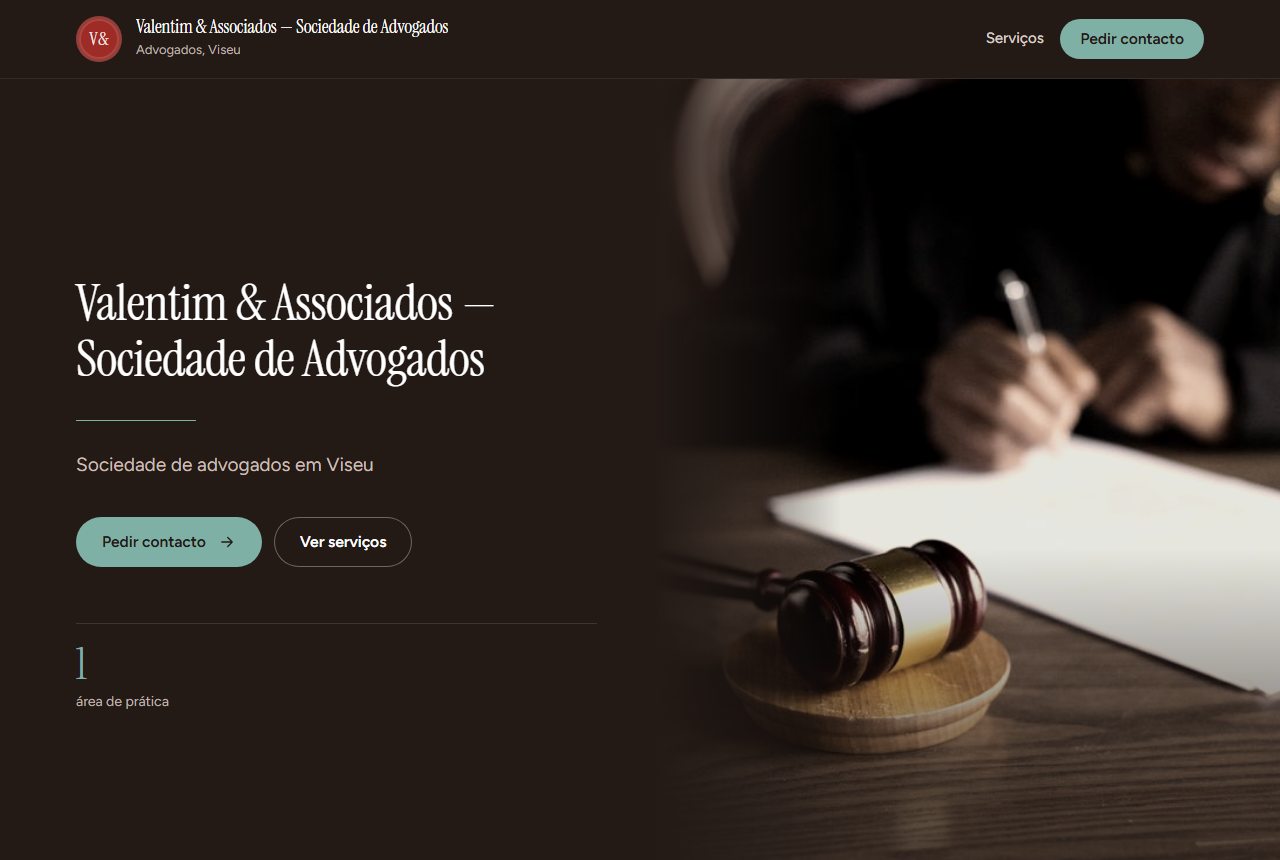 V&
Valentim & Associados — Sociedade de Advogados
Advogados, Viseu
Serviços
Pedir contacto
Valentim & Associados —
Sociedade de Advogados
Sociedade de advogados em Viseu
Pedir contacto →
Ver serviços
1
área de prática